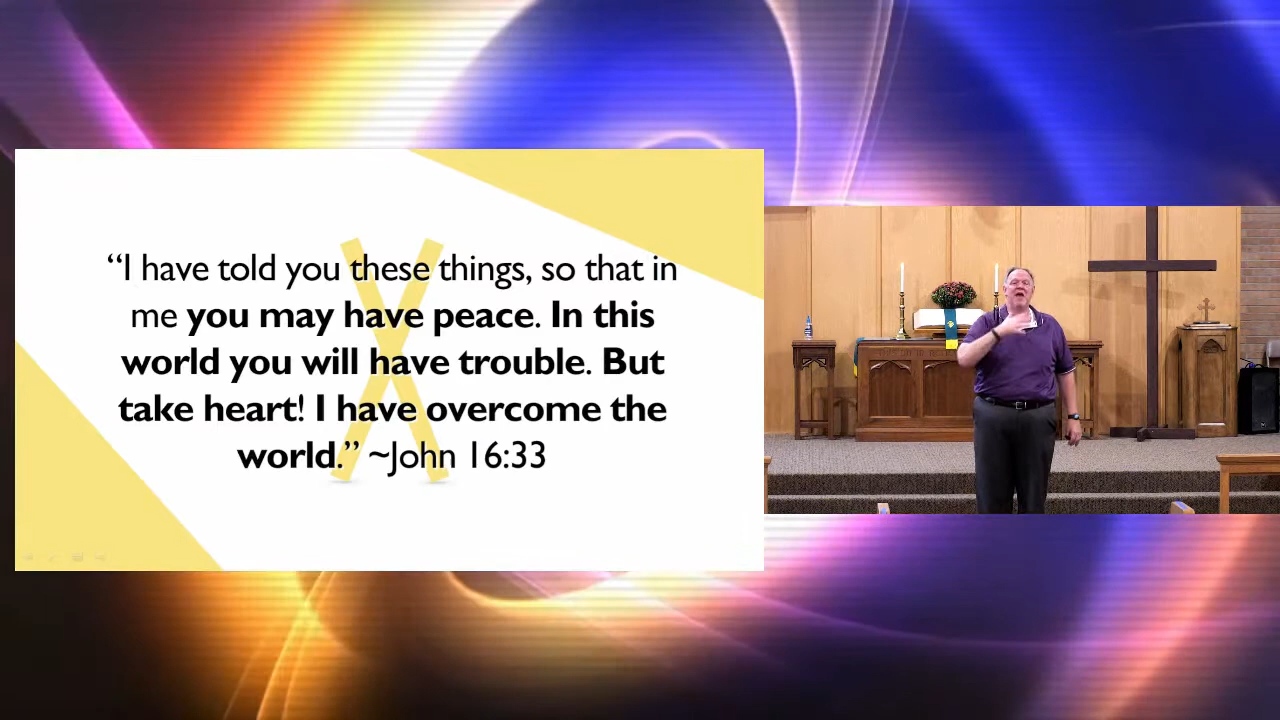 “I have told you these things, so that in
me you may have peace. In this
world you will have trouble. But
take heart! I have overcome the
world.” ~John 16:33